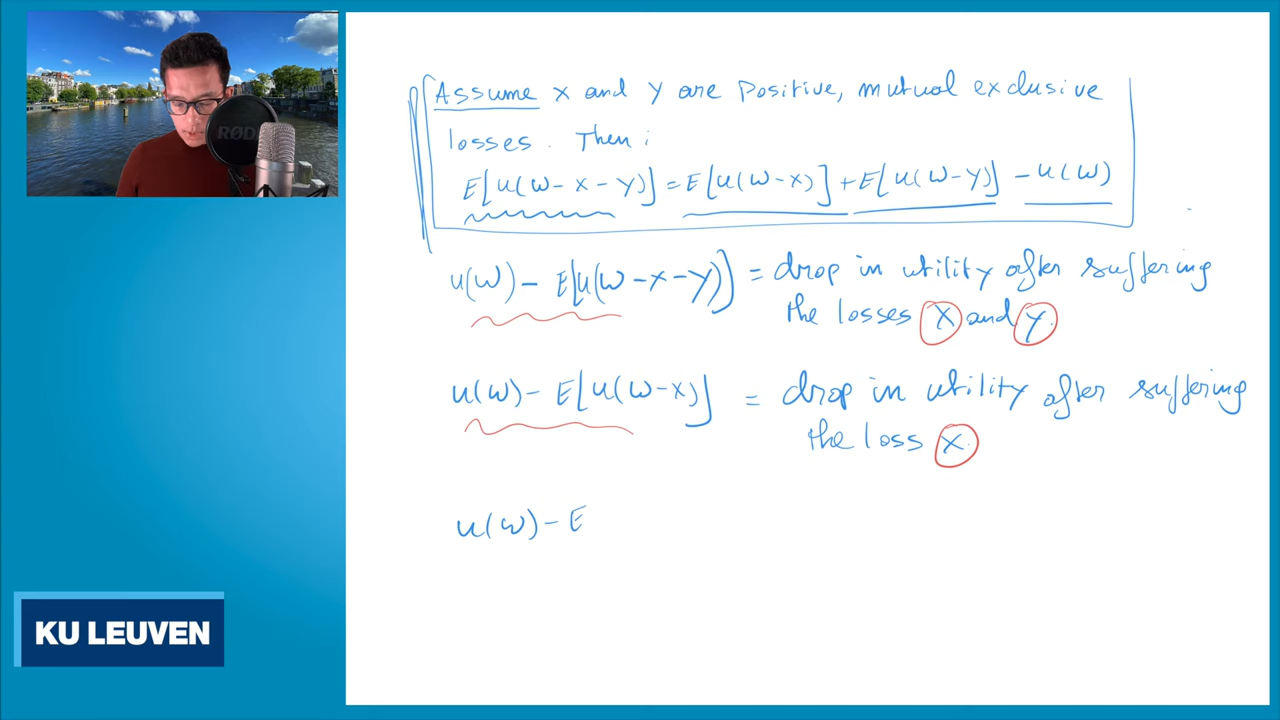 Assume X and Y are Positive, mutual exclusive
losses. Then:
E[u(w-X-Y)] = E[u(w-X)] + E[u(w-Y)] - u(w)
u(w) - E[u(w-X-Y)] = drop in utility after suffering
the losses X and Y.
u(w) - E[u(w-X)] = drop in utility after suffering
the loss X.
u(w) - E
RØDE
KU LEUVEN